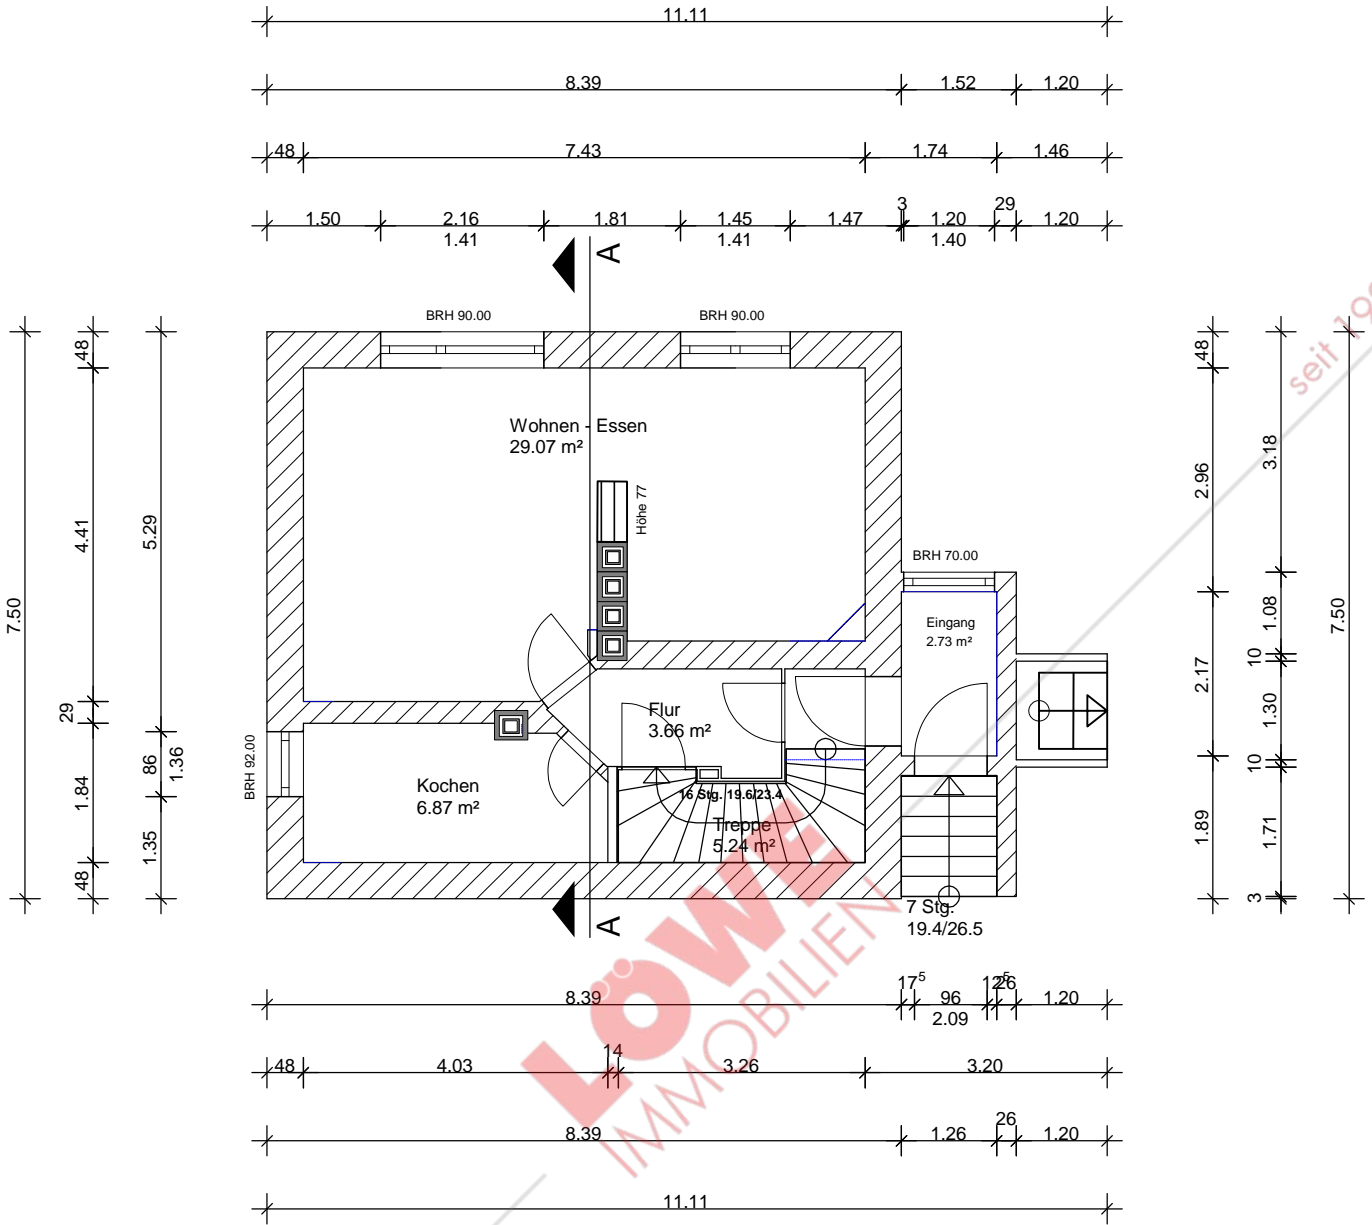 11.11
8.39 1.52 1.20
48 7.43 1.74 1.46
1.50 2.16 1.81 1.45 1.47 3 1.20 29 1.20
1.41 1.41 1.40
A
BRH 90.00 BRH 90.00
seit 19
7.50
48 4.41 29 1.84 48
5.29 86 1.36 1.35
Wohnen - Essen
29.07 m²
Höhe 77
BRH 70.00
Eingang
2.73 m²
Flur
3.66 m²
BRH 92.00
Kochen
6.87 m²
16 Stg. 19.6/23.4
Treppe
5.24 m²
48 2.96 2.17 1.89
3.18 1.08 10 1.30 10 1.71 3
7.50
A
7 Stg.
19.4/26.5
LÖWE
IMMOBILIEN
8.39 17⁵ 96 12⁵ 26 1.20
2.09
48 4.03 14 3.26 3.20
8.39 1.26 26 1.20
11.11